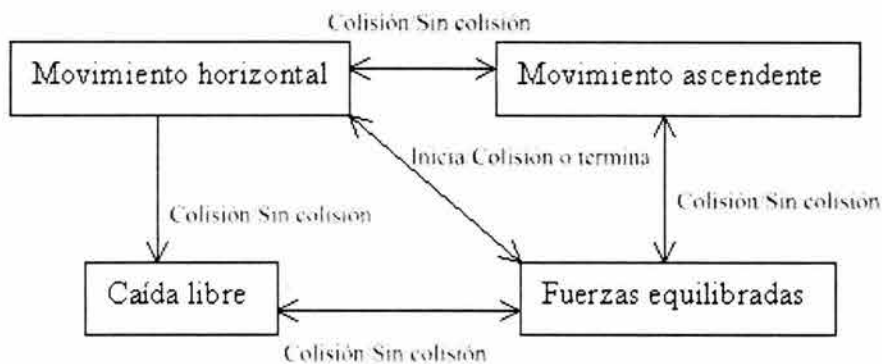 Colisión Sin colisión
Movimiento horizontal
Movimiento ascendente
Inicia Colisión o termina
Colisión Sin colisión
Colisión Sin colisión
Caída libre
Fuerzas equilibradas
Colisión Sin colisión